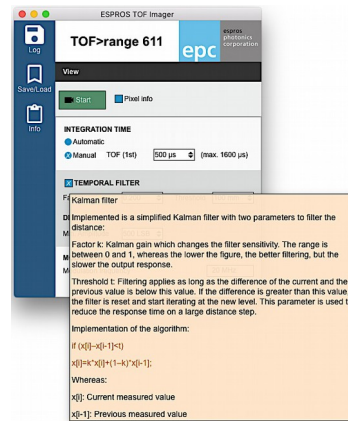 ESPROS TOF Imager
Log
Save/Load
Info
TOF>range 611
epc
espros
photonics
corporation
View
Start
Pixel info
INTEGRATION TIME
Automatic
Manual TOF (1st) 500 µs (max. 1600 µs)
TEMPORAL FILTER
Kalman filter
Implemented is a simplified Kalman filter with two parameters to filter the
distance:
Factor k: Kalman gain which changes the filter sensitivity. The range is
between 0 and 1, whereas the lower the figure, the better filtering, but the
slower the output response.
Threshold t: Filtering applies as long as the difference of the current and the
previous value is below this value. If the difference is greater than this value,
the filter is reset and start iterating at the new level. This parameter is used t
reduce the response time on a large distance step.
Implementation of the algorithm:
if (x[i]–x[i-1]<t)
x[i]=k*x[i]+(1–k)*x[i-1];
Whereas:
x[i]: Current measured value
x[i-1]: Previous measured value